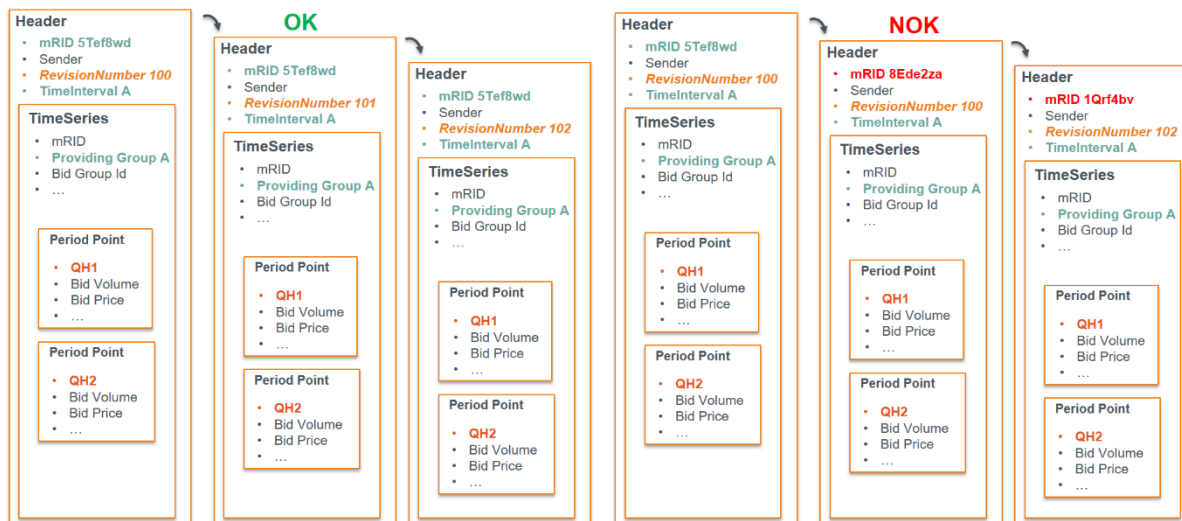 OK
Header
• mRID 5Tef8wd
• Sender
• RevisionNumber 100
• TimeInterval A
TimeSeries
• mRID
• Providing Group A
• Bid Group Id
• …
Period Point
• QH1
• Bid Volume
• Bid Price
• …
Period Point
• QH2
• Bid Volume
• Bid Price
• …
Header
• mRID 5Tef8wd
• Sender
• RevisionNumber 101
• TimeInterval A
TimeSeries
• mRID
• Providing Group A
• Bid Group Id
• …
Period Point
• QH1
• Bid Volume
• Bid Price
• …
Period Point
• QH2
• Bid Volume
• Bid Price
• …
Header
• mRID 5Tef8wd
• Sender
• RevisionNumber 102
• TimeInterval A
TimeSeries
• mRID
• Providing Group A
• Bid Group Id
• …
Period Point
• QH1
• Bid Volume
• Bid Price
• …
Period Point
• QH2
• Bid Volume
• Bid Price
• …
NOK
Header
• mRID 5Tef8wd
• Sender
• RevisionNumber 100
• TimeInterval A
TimeSeries
• mRID
• Providing Group A
• Bid Group Id
• …
Period Point
• QH1
• Bid Volume
• Bid Price
• …
Period Point
• QH2
• Bid Volume
• Bid Price
• …
Header
• mRID 8Ede2za
• Sender
• RevisionNumber 100
• TimeInterval A
TimeSeries
• mRID
• Providing Group A
• Bid Group Id
• …
Period Point
• QH1
• Bid Volume
• Bid Price
• …
Period Point
• QH2
• Bid Volume
• Bid Price
• …
Header
• mRID 1Qrf4bv
• Sender
• RevisionNumber 102
• TimeInterval A
TimeSeries
• mRID
• Providing Group A
• Bid Group Id
• …
Period Point
• QH1
• Bid Volume
• Bid Price
• …
Period Point
• QH2
• Bid Volume
• Bid Price
• …